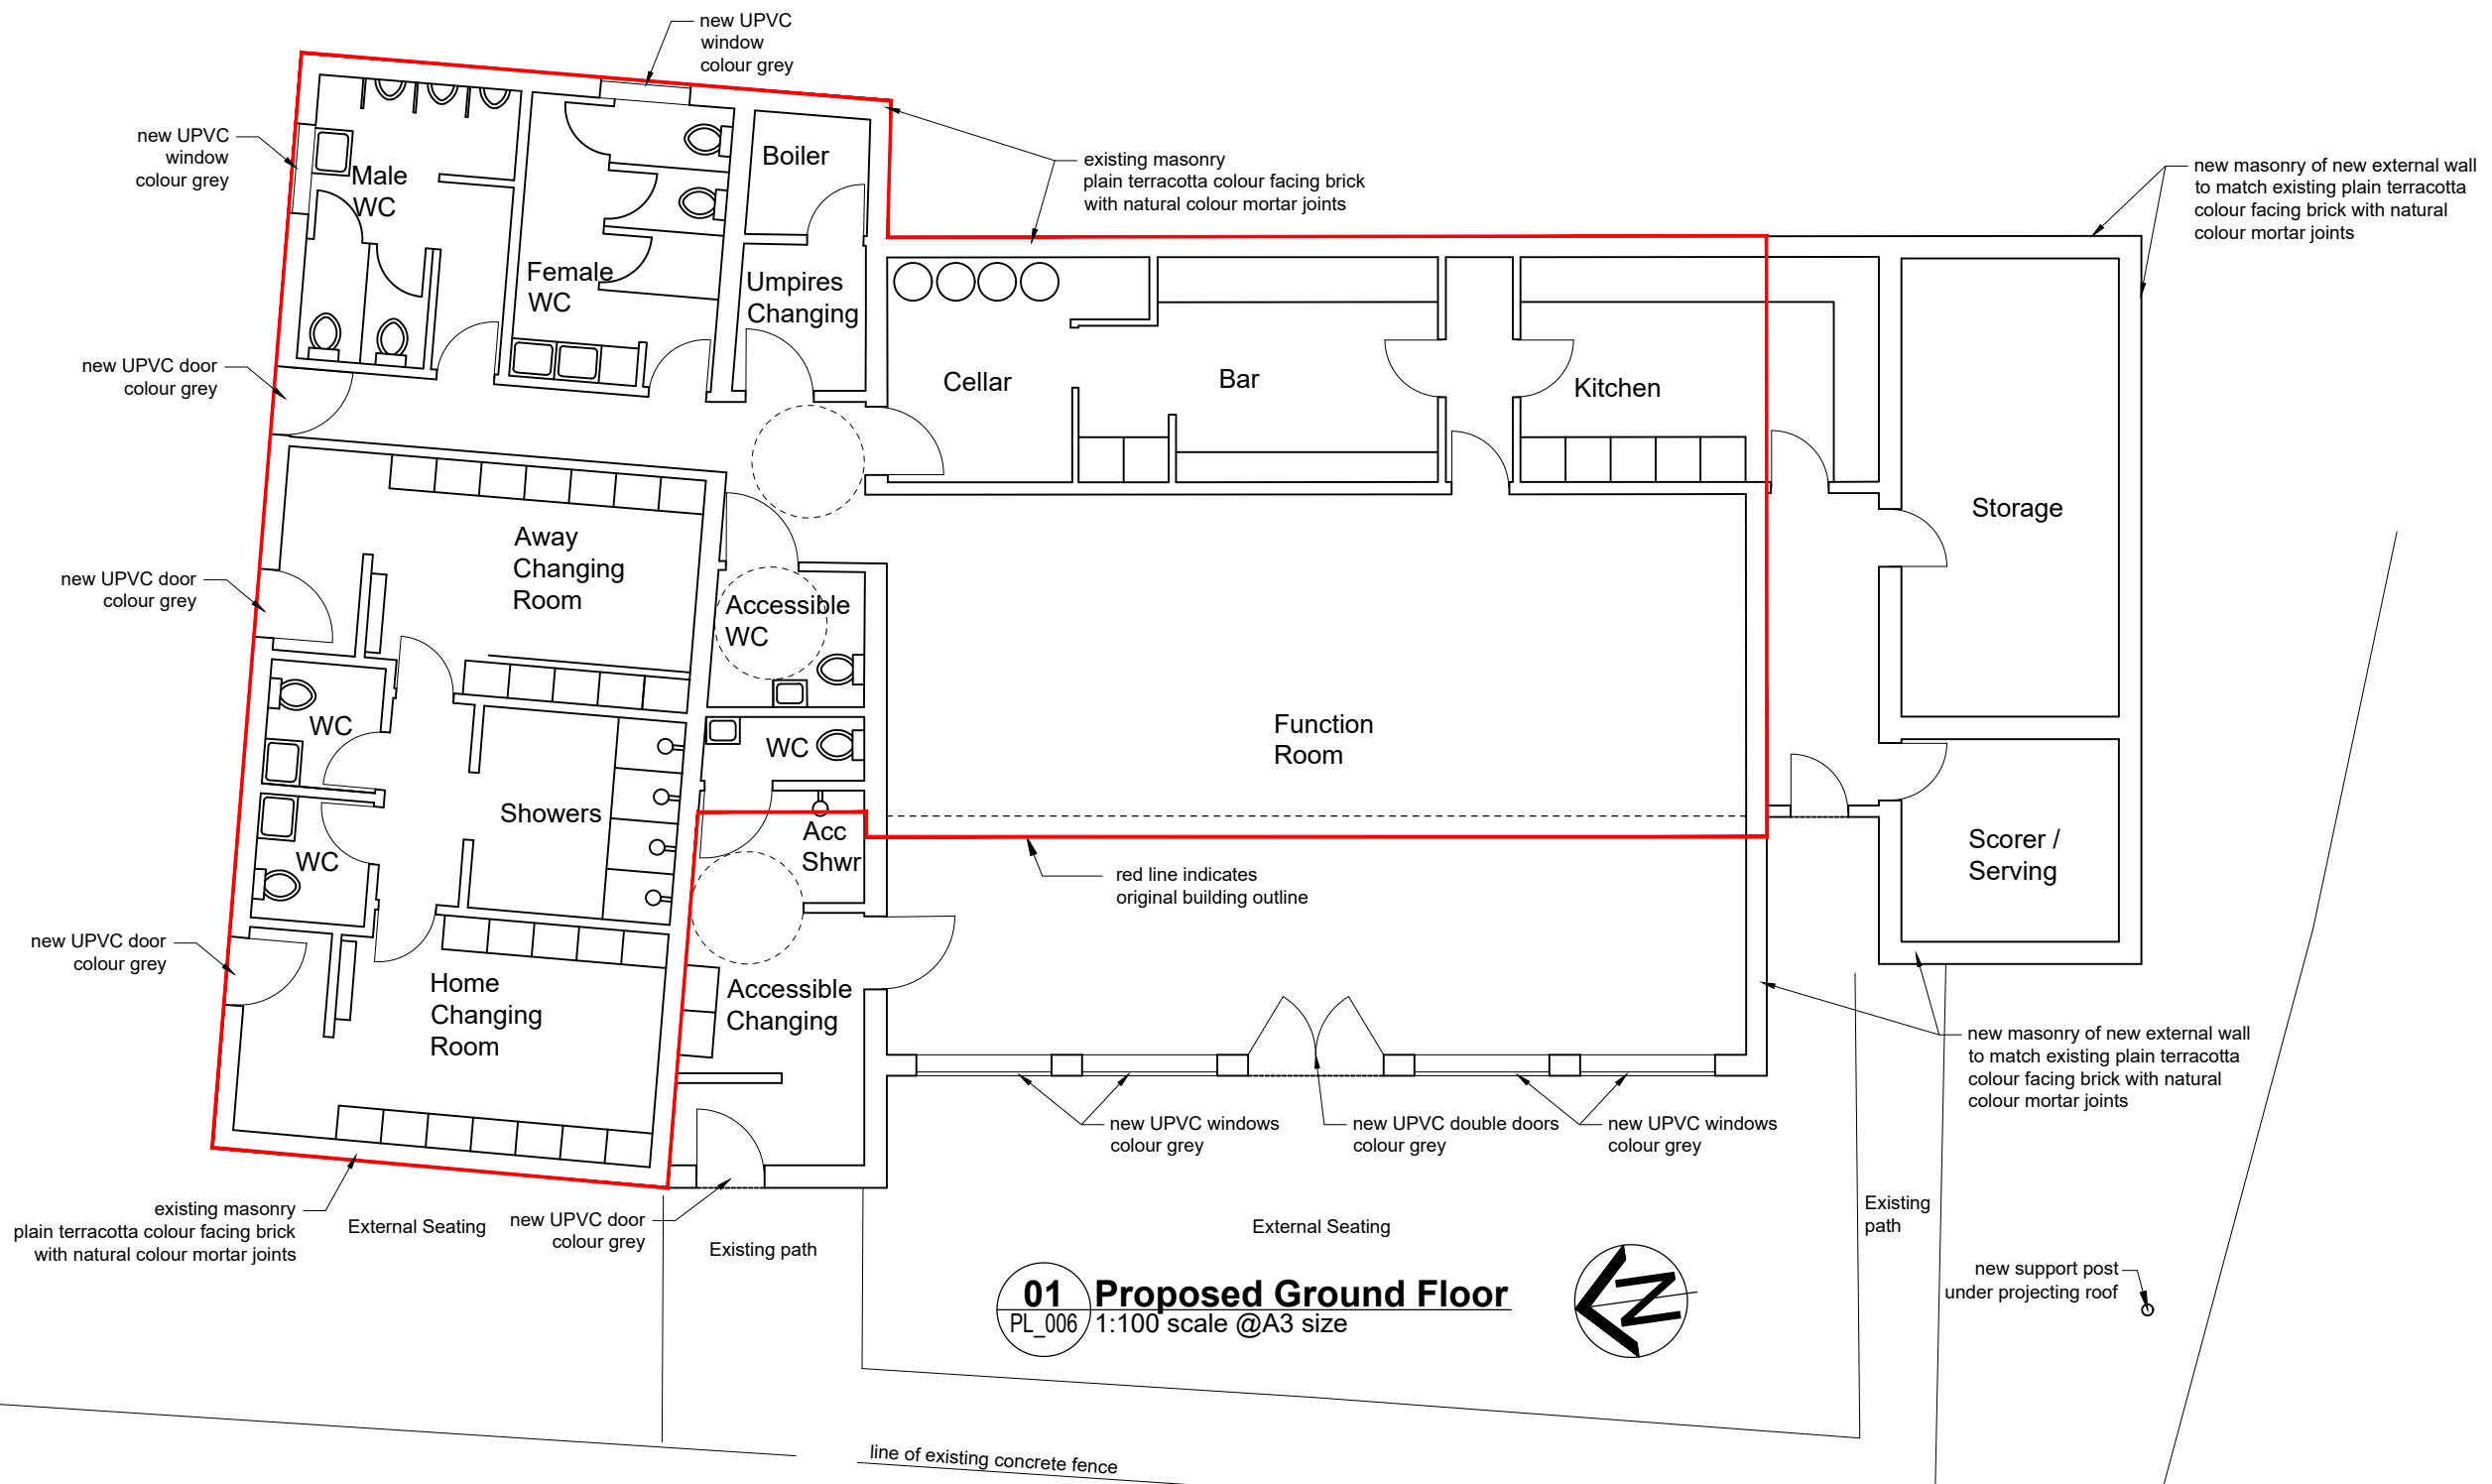 new UPVC
window
colour grey
new UPVC
window
colour grey
existing masonry
plain terracotta colour facing brick
with natural colour mortar joints
new masonry of new external wall
to match existing plain terracotta
colour facing brick with natural
colour mortar joints
Male
WC
Boiler
Female
WC
Umpires
Changing
new UPVC door
colour grey
Cellar
Bar
Kitchen
Storage
Away
Changing
Room
new UPVC door
colour grey
Accessible
WC
WC
WC
Function
Room
Showers
Acc
Shwr
WC
Scorer /
Serving
red line indicates
original building outline
new UPVC door
colour grey
Home
Changing
Room
Accessible
Changing
new masonry of new external wall
to match existing plain terracotta
colour facing brick with natural
colour mortar joints
new UPVC windows
colour grey
new UPVC double doors
colour grey
new UPVC windows
colour grey
existing masonry
plain terracotta colour facing brick
with natural colour mortar joints
External Seating
new UPVC door
colour grey
Existing path
External Seating
Existing
path
01
PL_006
Proposed Ground Floor
1:100 scale @A3 size
N
new support post
under projecting roof
line of existing concrete fence